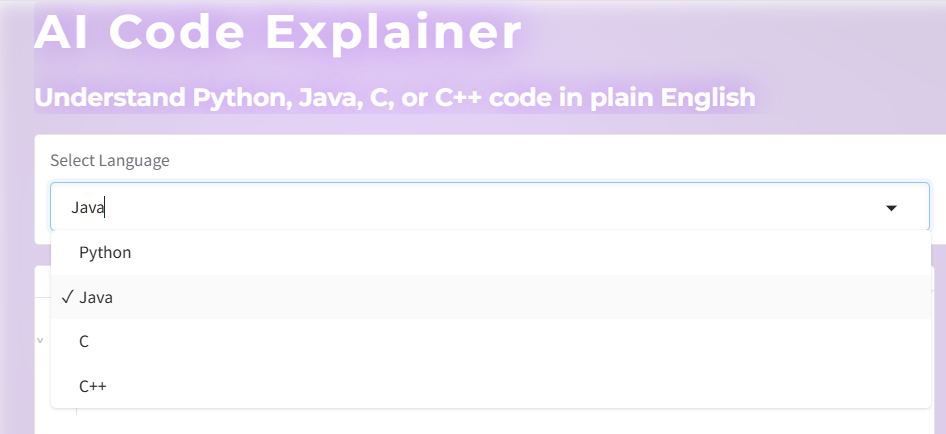 AI Code Explainer
Understand Python, Java, C, or C++ code in plain English
Select Language
Java
Python
✓ Java
C
C++